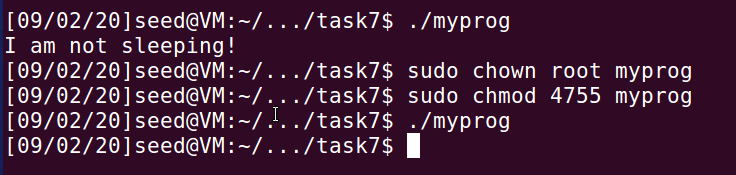 [09/02/20]seed@VM:~/.../task7$ ./myprog
I am not sleeping!
[09/02/20]seed@VM:~/.../task7$ sudo chown root myprog
[09/02/20]seed@VM:~/.../task7$ sudo chmod 4755 myprog
[09/02/20]seed@VM:~/.../task7$ ./myprog
[09/02/20]seed@VM:~/.../task7$